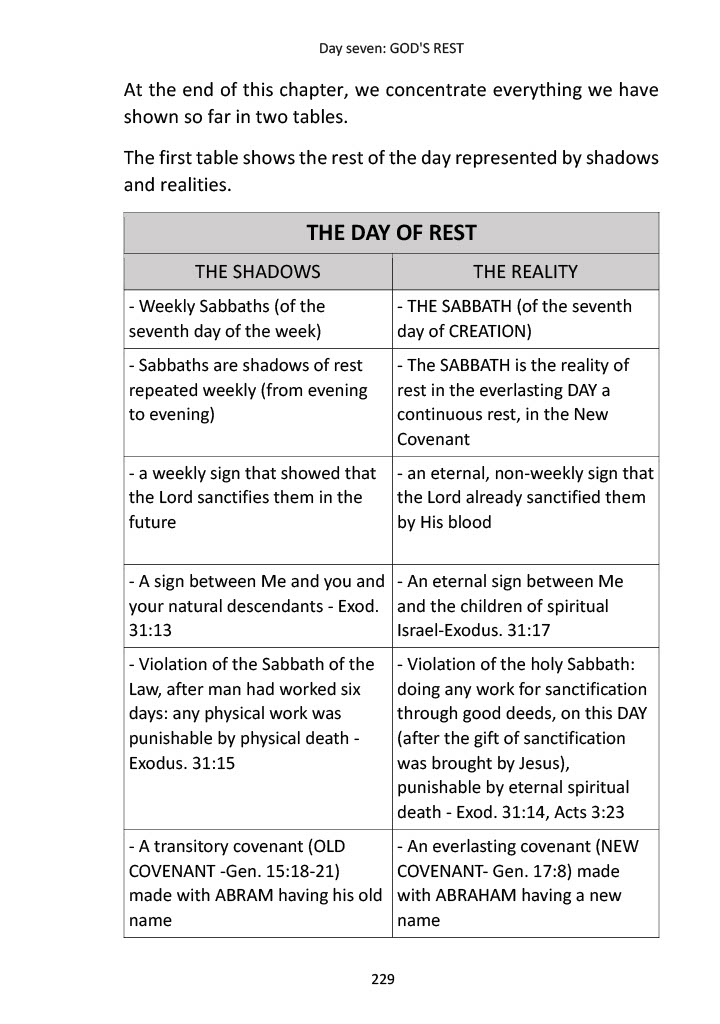 Day seven: GOD'S REST
At the end of this chapter, we concentrate everything we have
shown so far in two tables.
The first table shows the rest of the day represented by shadows
and realities.
THE DAY OF REST
THE SHADOWS
THE REALITY
- Weekly Sabbaths (of the
seventh day of the week)
- THE SABBATH (of the seventh
day of CREATION)
- Sabbaths are shadows of rest
repeated weekly (from evening
to evening)
- The SABBATH is the reality of
rest in the everlasting DAY a
continuous rest, in the New
Covenant
- a weekly sign that showed that
the Lord sanctifies them in the
future
- an eternal, non-weekly sign that
the Lord already sanctified them
by His blood
- A sign between Me and you and
your natural descendants - Exod.
31:13
- An eternal sign between Me
and the children of spiritual
Israel-Exodus. 31:17
- Violation of the Sabbath of the
Law, after man had worked six
days: any physical work was
punishable by physical death -
Exodus. 31:15
- Violation of the holy Sabbath:
doing any work for sanctification
through good deeds, on this DAY
(after the gift of sanctification
was brought by Jesus),
punishable by eternal spiritual
death - Exod. 31:14, Acts 3:23
- A transitory covenant (OLD
COVENANT -Gen. 15:18-21)
made with ABRAM having his old
name
- An everlasting covenant (NEW
COVENANT- Gen. 17:8) made
with ABRAHAM having a new
name
229